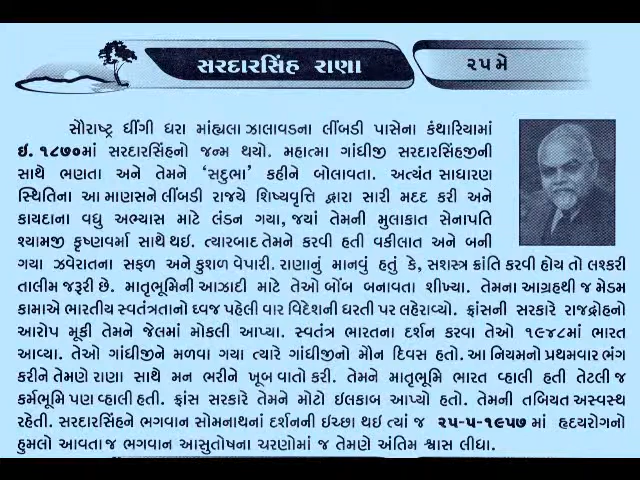 સરદારસિંહ રાણા
૨૫ મે
સૌરાષ્ટ્ર ધીંગી ધરા માંહ્યલા ઝાલાવડના લીંબડી પાસેના કંથારિયામાં
ઇ. ૧૮૭૦માં સરદારસિંહનો જન્મ થયો. મહાત્મા ગાંધીજી સરદારસિંહજીની
સાથે ભણતા અને તેમને ‘સદુભા’ કહીને બોલાવતા. અત્યંત સાધારણ
સ્થિતિના આ માણસને લીંબડી રાજયે શિષ્યવૃત્તિ દ્વારા સારી મદદ કરી અને
કાયદાના વધુ અભ્યાસ માટે લંડન ગયા, જયાં તેમની મુલાકાત સેનાપતિ
શ્યામજી કૃષ્ણવર્મા સાથે થઇ. ત્યારબાદ તેમને કરવી હતી વકીલાત અને બની
ગયા ઝવેરાતના સફળ અને કુશળ વેપારી. રાણાનું માનવું હતું કે, સશસ્ત્ર ક્રાંતિ કરવી હોય તો લશ્કરી
તાલીમ જરૂરી છે. માતૃભૂમિની આઝાદી માટે તેઓ બોંબ બનાવતા શીખ્યા. તેમના આગ્રહથી જ મેડમ
કામાએ ભારતીય સ્વતંત્રતાનો ધ્વજ પહેલી વાર વિદેશની ધરતી પર લહેરાવ્યો. ફ્રાંસની સરકારે રાજદ્રોહનો
આરોપ મૂકી તેમને જેલમાં મોકલી આપ્યા. સ્વતંત્ર ભારતના દર્શન કરવા તેઓ ૧૯૪૮માં ભારત
આવ્યા. તેઓ ગાંધીજીને મળવા ગયા ત્યારે ગાંધીજીનો મૌન દિવસ હતો. આ નિયમનો પ્રથમવાર ભંગ
કરીને તેમણે રાણા સાથે મન ભરીને ખૂબ વાતો કરી. તેમને માતૃભૂમિ ભારત વ્હાલી હતી તેટલી જ
કર્મભૂમિ પણ વ્હાલી હતી. ફ્રાંસ સરકારે તેમને મોટો ઇલકાબ આપ્યો હતો. તેમની તબિયત અસ્વસ્થ
રહેતી. સરદારસિંહને ભગવાન સોમનાથનાં દર્શનની ઇચ્છા થઇ ત્યાં જ ૨૫-૫-૧૯૫૭ માં હૃદયરોગનો
હુમલો આવતા જ ભગવાન આસુતોષના ચરણોમાં જ તેમણે અંતિમ શ્વાસ લીધા.